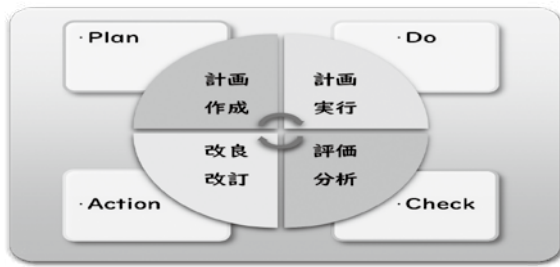 ·Plan
·Do
計画
作成
計画
実行
改良
改訂
評価
分析
·Action
·Check